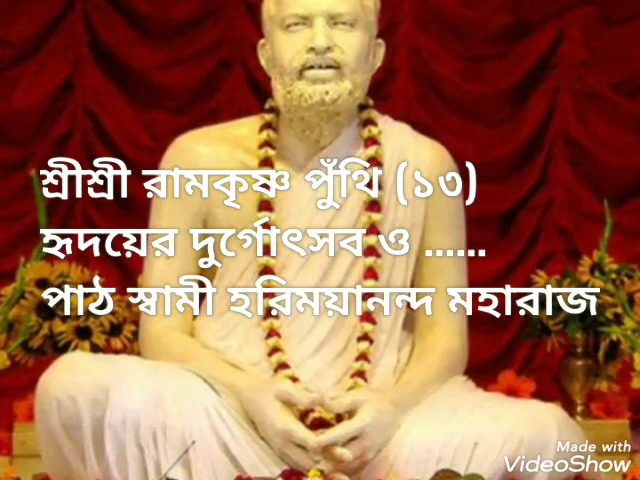 শ্রীশ্রী রামকৃষ্ণ পুঁথি (১৩)
হৃদয়ের দুর্গোৎসব ও ......
পাঠ স্বামী হরিময়ানন্দ মহারাজ
Made with
VideoShow